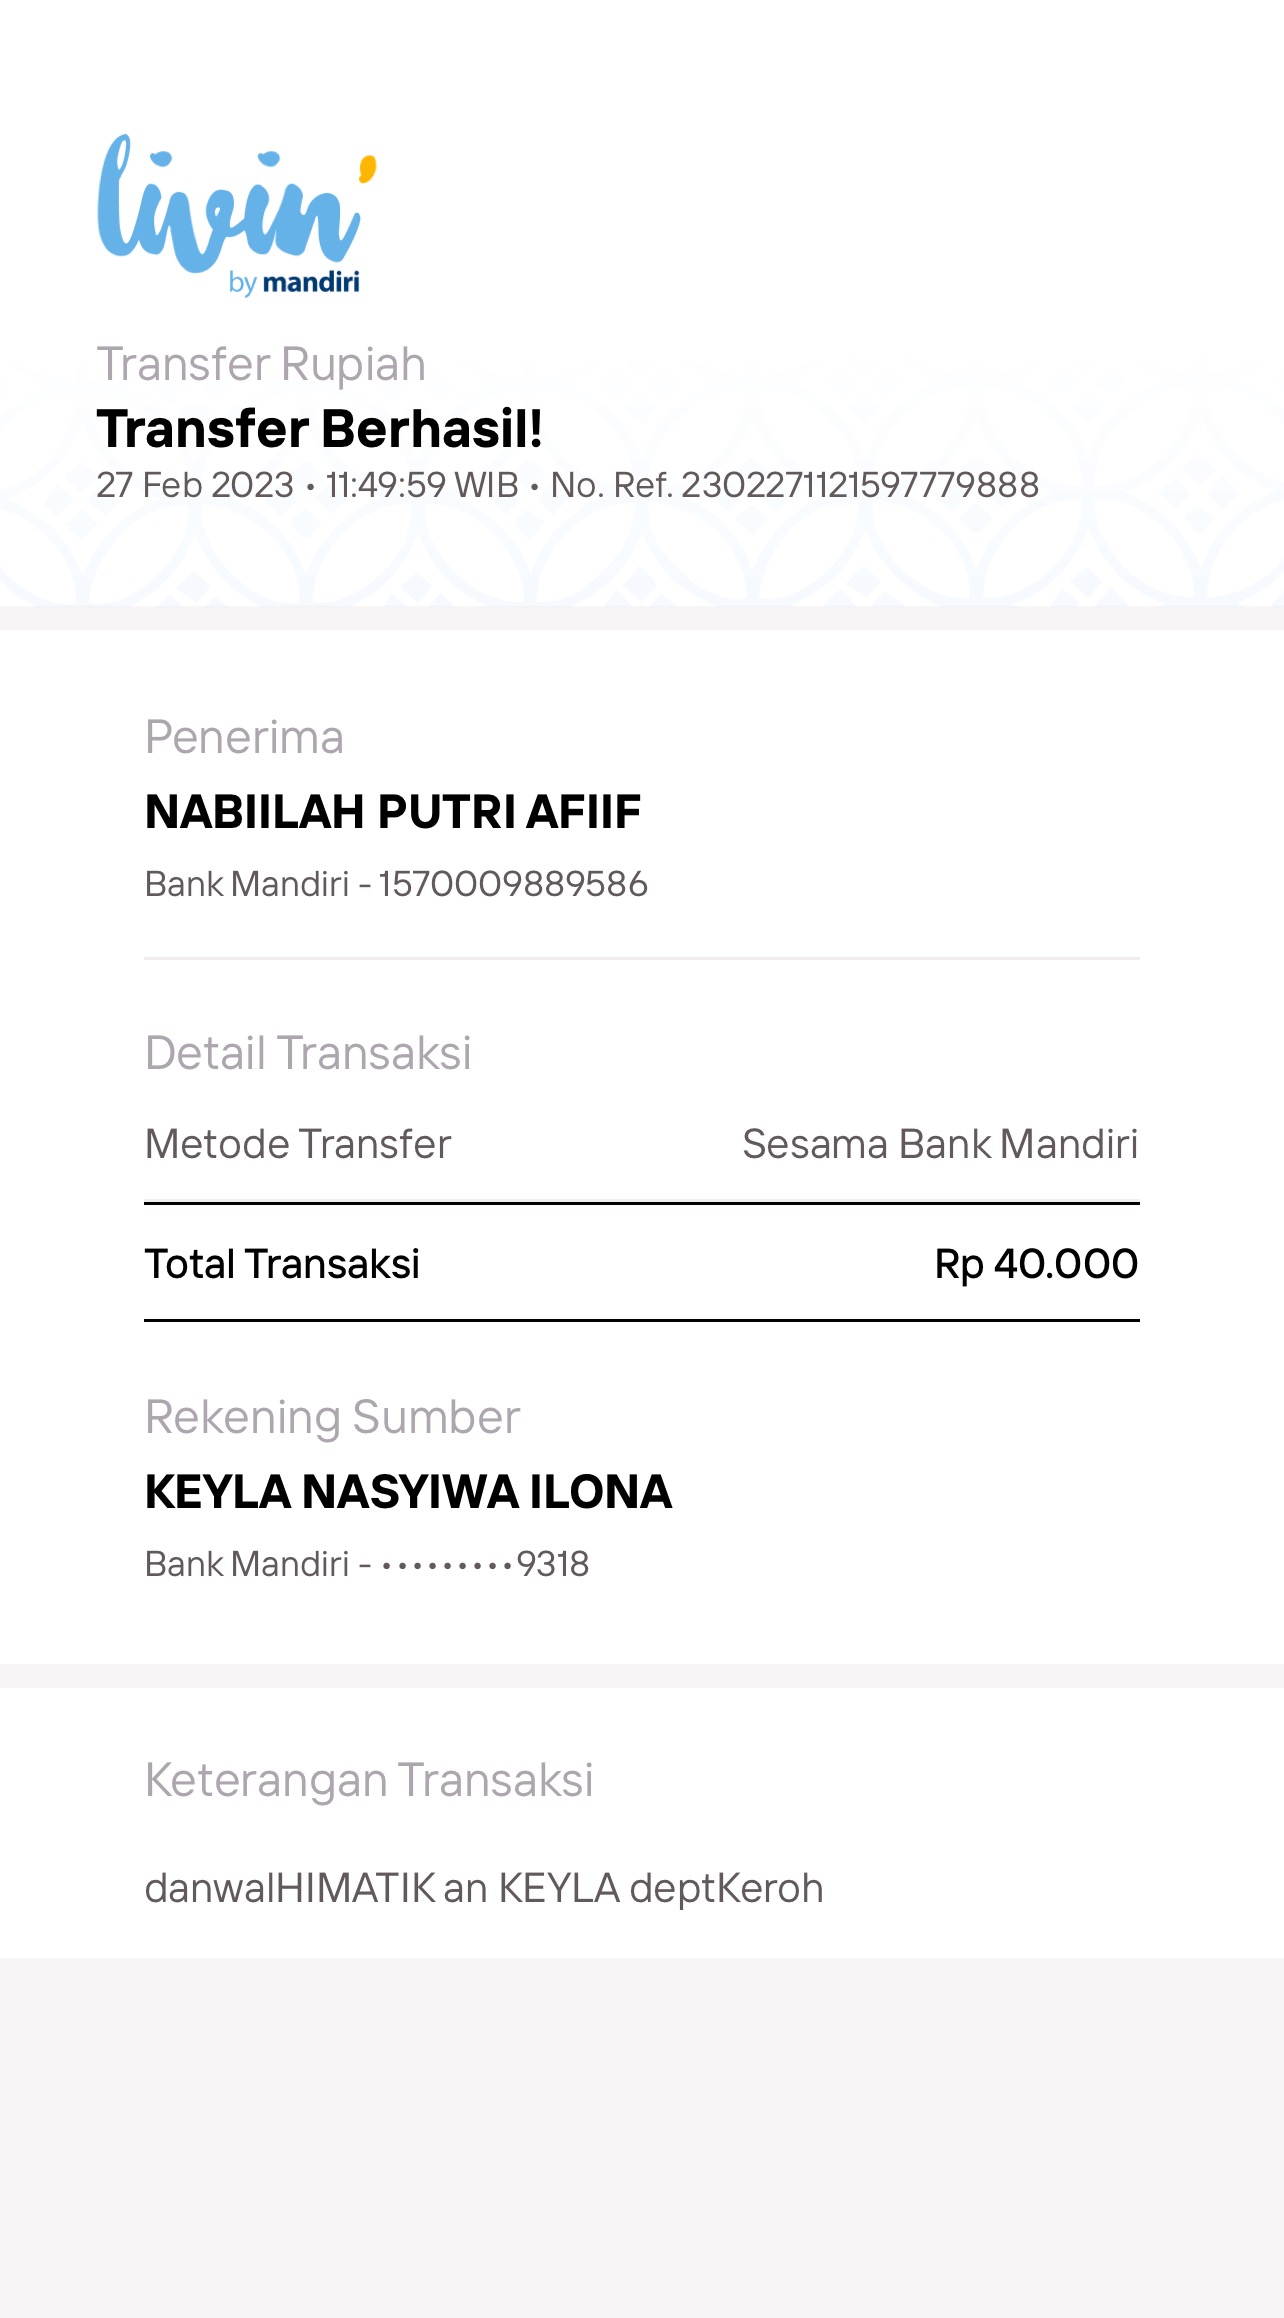 livin'
by mandiri
Transfer Rupiah
Transfer Berhasil!
27 Feb 2023 • 11:49:59 WIB • No. Ref. 2302271121597779888
Penerima
NABIILAH PUTRI AFIIF
Bank Mandiri - 1570009889586
Detail Transaksi
Metode Transfer Sesama Bank Mandiri
Total Transaksi Rp 40.000
Rekening Sumber
KEYLA NASYIWA ILONA
Bank Mandiri - •••••••••9318
Keterangan Transaksi
danwalHIMATIK an KEYLA deptKeroh